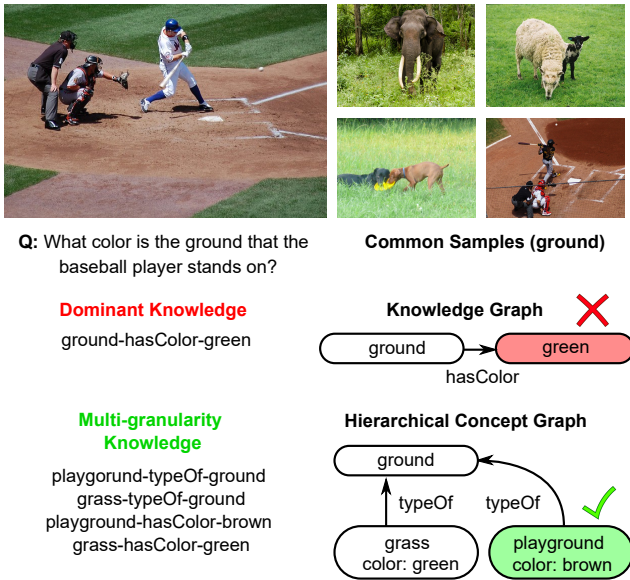 Q: What color is the ground that the
baseball player stands on?
Common Samples (ground)
Dominant Knowledge
ground-hasColor-green
Knowledge Graph
ground
green
hasColor
Multi-granularity
Knowledge
playgorund-typeOf-ground
grass-typeOf-ground
playground-hasColor-brown
grass-hasColor-green
Hierarchical Concept Graph
ground
typeOf
typeOf
grass
color: green
playground
color: brown